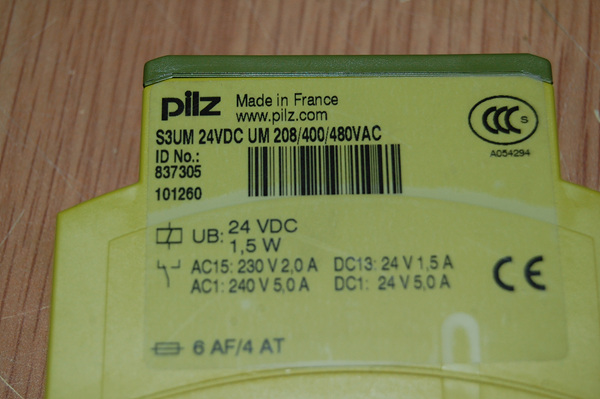 pilz Made in France
www.pilz.com
S3UM 24VDC UM 208/400/480VAC
ID No.:
837305
101260
CCC S
A054294
UB: 24 VDC
1,5 W
AC15: 230 V 2,0 A DC13: 24 V 1,5 A
AC1: 240 V 5,0 A DC1: 24 V 5,0 A
CE
6 AF/4 AT